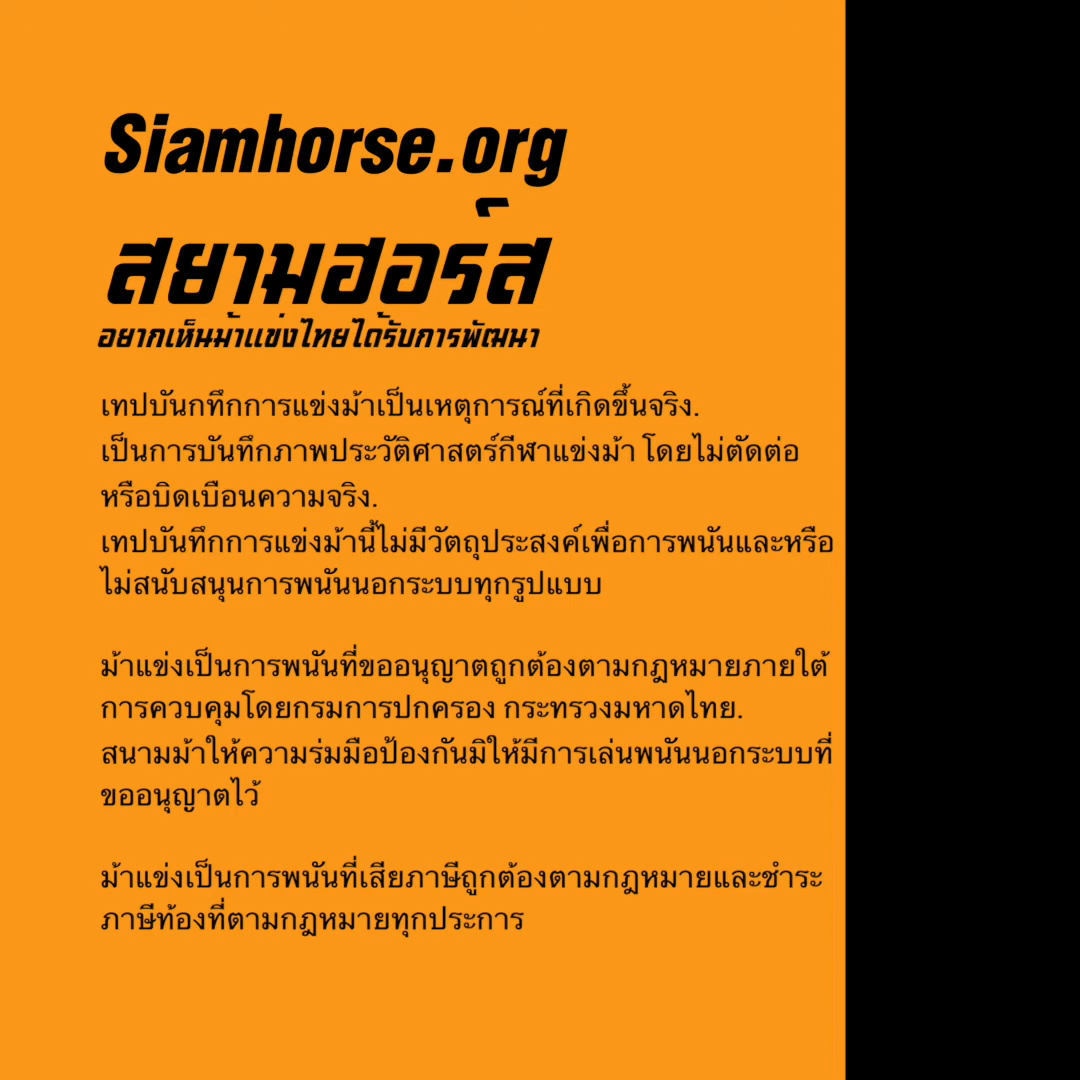 Siamhorse.org
สยามฮอร์ส
อยากเห็นม้าแข่งไทยได้รับการพัฒนา
เทปบันกทึกการแข่งม้าเป็นเหตุการณ์ที่เกิดขึ้นจริง.
เป็นการบันทึกภาพประวัติศาสตร์กีฬาแข่งม้า โดยไม่ตัดต่อ
หรือบิดเบือนความจริง.
เทปบันทึกการแข่งม้านี้ไม่มีวัตถุประสงค์เพื่อการพนันและหรือ
ไม่สนับสนุนการพนันนอกระบบทุกรูปแบบ
ม้าแข่งเป็นการพนันที่ขออนุญาตถูกต้องตามกฎหมายภายใต้
การควบคุมโดยกรมการปกครอง กระทรวงมหาดไทย.
สนามม้าให้ความร่มมือป้องกันมิให้มีการเล่นพนันนอกระบบที่
ขออนุญาตไว้
ม้าแข่งเป็นการพนันที่เสียภาษีถูกต้องตามกฎหมายและชำระ
ภาษีท้องที่ตามกฎหมายทุกประการ